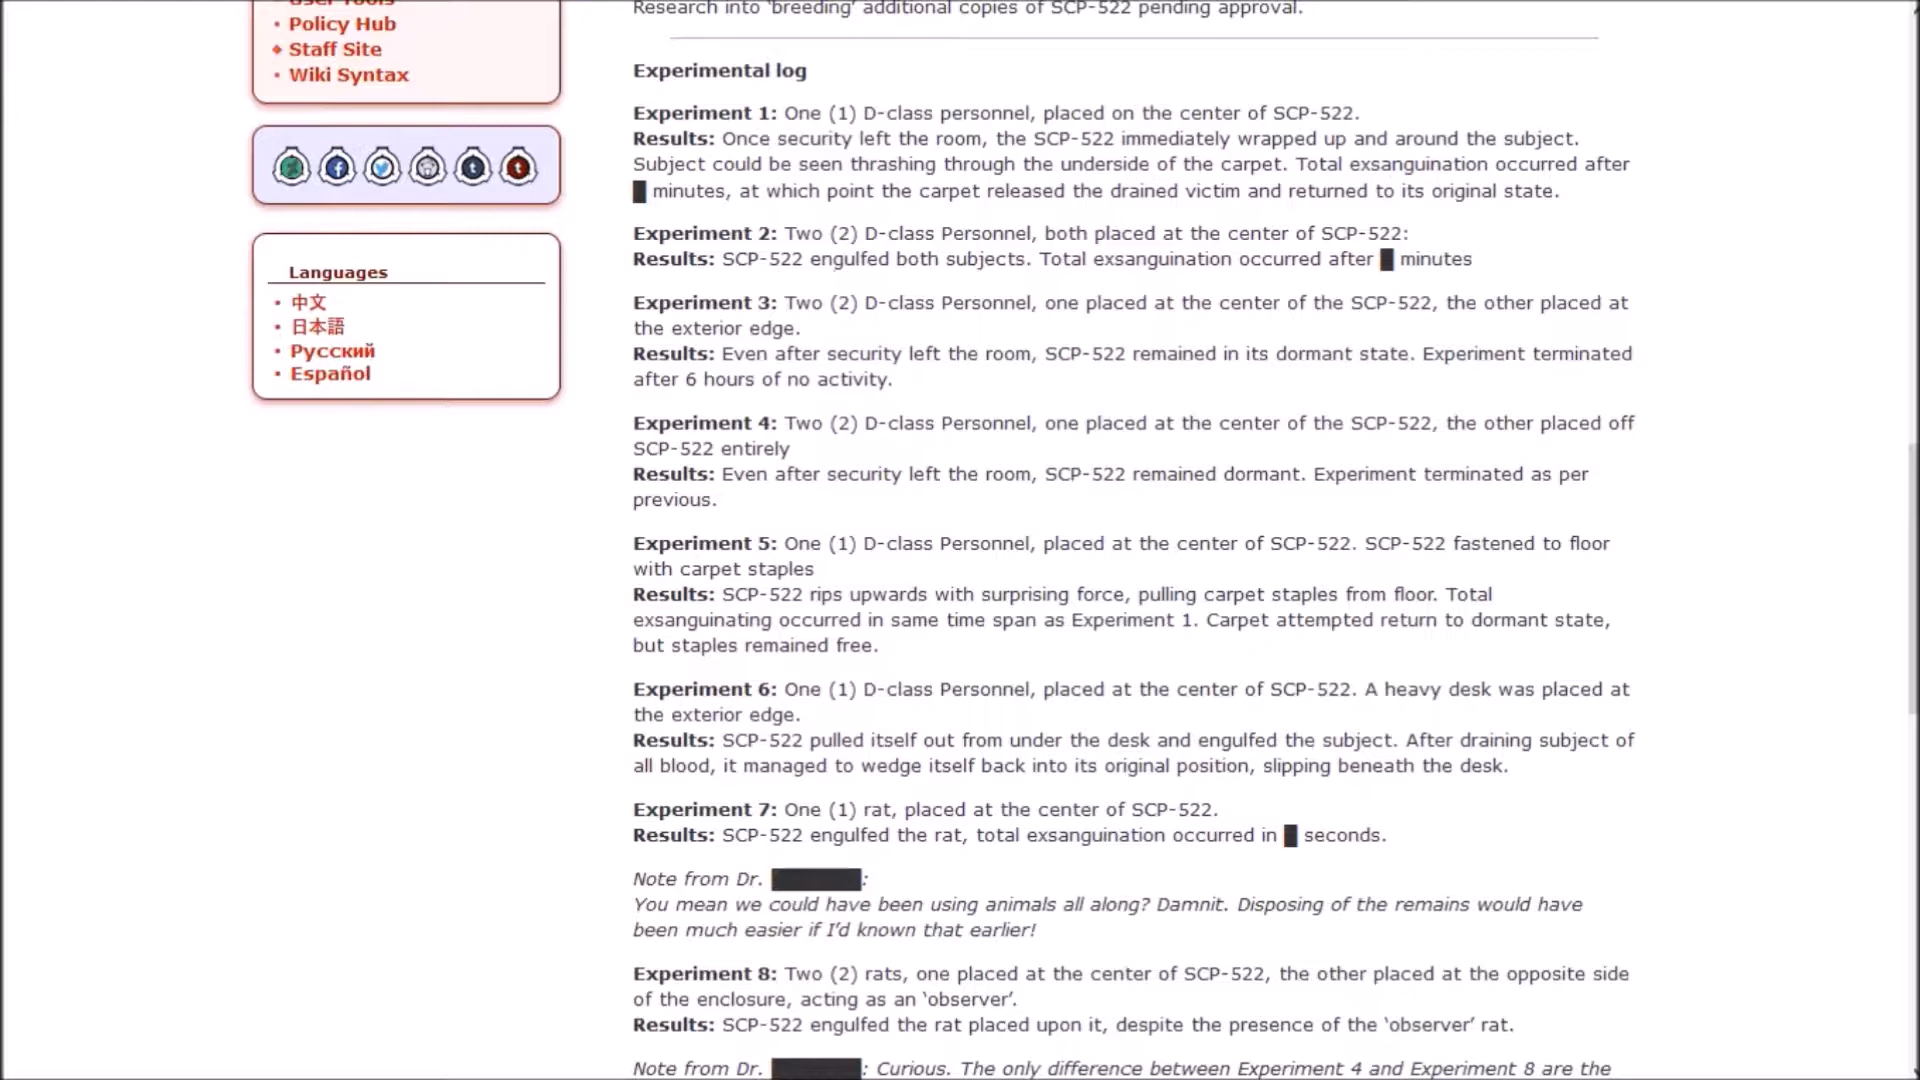 User Tools
Policy Hub
Staff Site
Wiki Syntax
Languages
中文
日本語
Русский
Español
Research into ‘breeding’ additional copies of SCP-522 pending approval.
Experimental log
Experiment 1: One (1) D-class personnel, placed on the center of SCP-522.
Results: Once security left the room, the SCP-522 immediately wrapped up and around the subject.
Subject could be seen thrashing through the underside of the carpet. Total exsanguination occurred after
█ minutes, at which point the carpet released the drained victim and returned to its original state.
Experiment 2: Two (2) D-class Personnel, both placed at the center of SCP-522:
Results: SCP-522 engulfed both subjects. Total exsanguination occurred after █ minutes
Experiment 3: Two (2) D-class Personnel, one placed at the center of the SCP-522, the other placed at
the exterior edge.
Results: Even after security left the room, SCP-522 remained in its dormant state. Experiment terminated
after 6 hours of no activity.
Experiment 4: Two (2) D-class Personnel, one placed at the center of the SCP-522, the other placed off
SCP-522 entirely
Results: Even after security left the room, SCP-522 remained dormant. Experiment terminated as per
previous.
Experiment 5: One (1) D-class Personnel, placed at the center of SCP-522. SCP-522 fastened to floor
with carpet staples
Results: SCP-522 rips upwards with surprising force, pulling carpet staples from floor. Total
exsanguinating occurred in same time span as Experiment 1. Carpet attempted return to dormant state,
but staples remained free.
Experiment 6: One (1) D-class Personnel, placed at the center of SCP-522. A heavy desk was placed at
the exterior edge.
Results: SCP-522 pulled itself out from under the desk and engulfed the subject. After draining subject of
all blood, it managed to wedge itself back into its original position, slipping beneath the desk.
Experiment 7: One (1) rat, placed at the center of SCP-522.
Results: SCP-522 engulfed the rat, total exsanguination occurred in █ seconds.
Note from Dr. ███████:
You mean we could have been using animals all along? Damnit. Disposing of the remains would have
been much easier if I’d known that earlier!
Experiment 8: Two (2) rats, one placed at the center of SCP-522, the other placed at the opposite side
of the enclosure, acting as an ‘observer’.
Results: SCP-522 engulfed the rat placed upon it, despite the presence of the ‘observer’ rat.
Note from Dr. ███████: Curious. The only difference between Experiment 4 and Experiment 8 are the